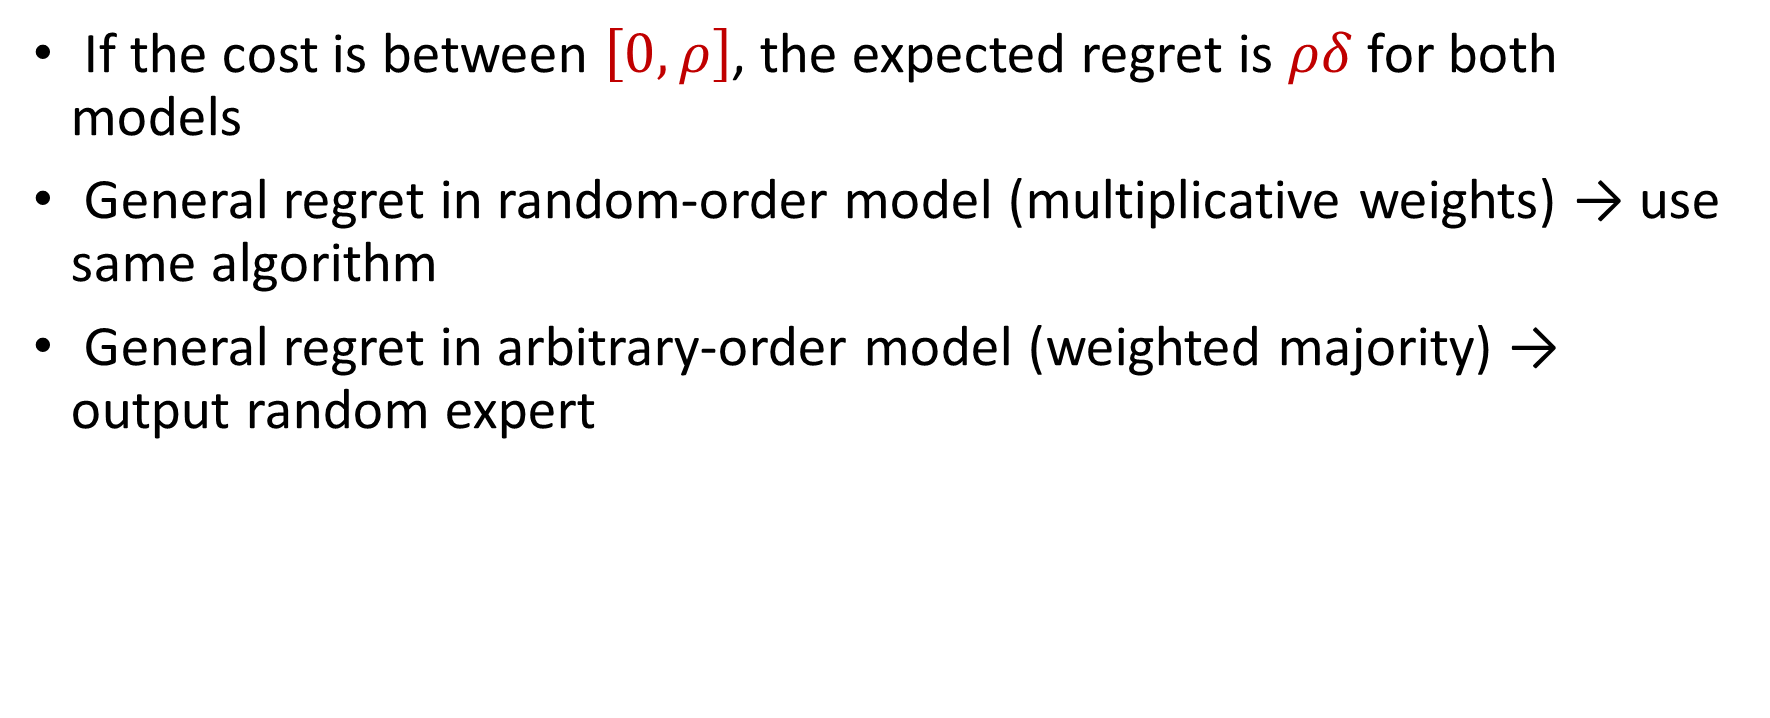 • If the cost is between [0, ρ], the expected regret is ρδ for both
models
• General regret in random-order model (multiplicative weights) → use
same algorithm
• General regret in arbitrary-order model (weighted majority) →
output random expert